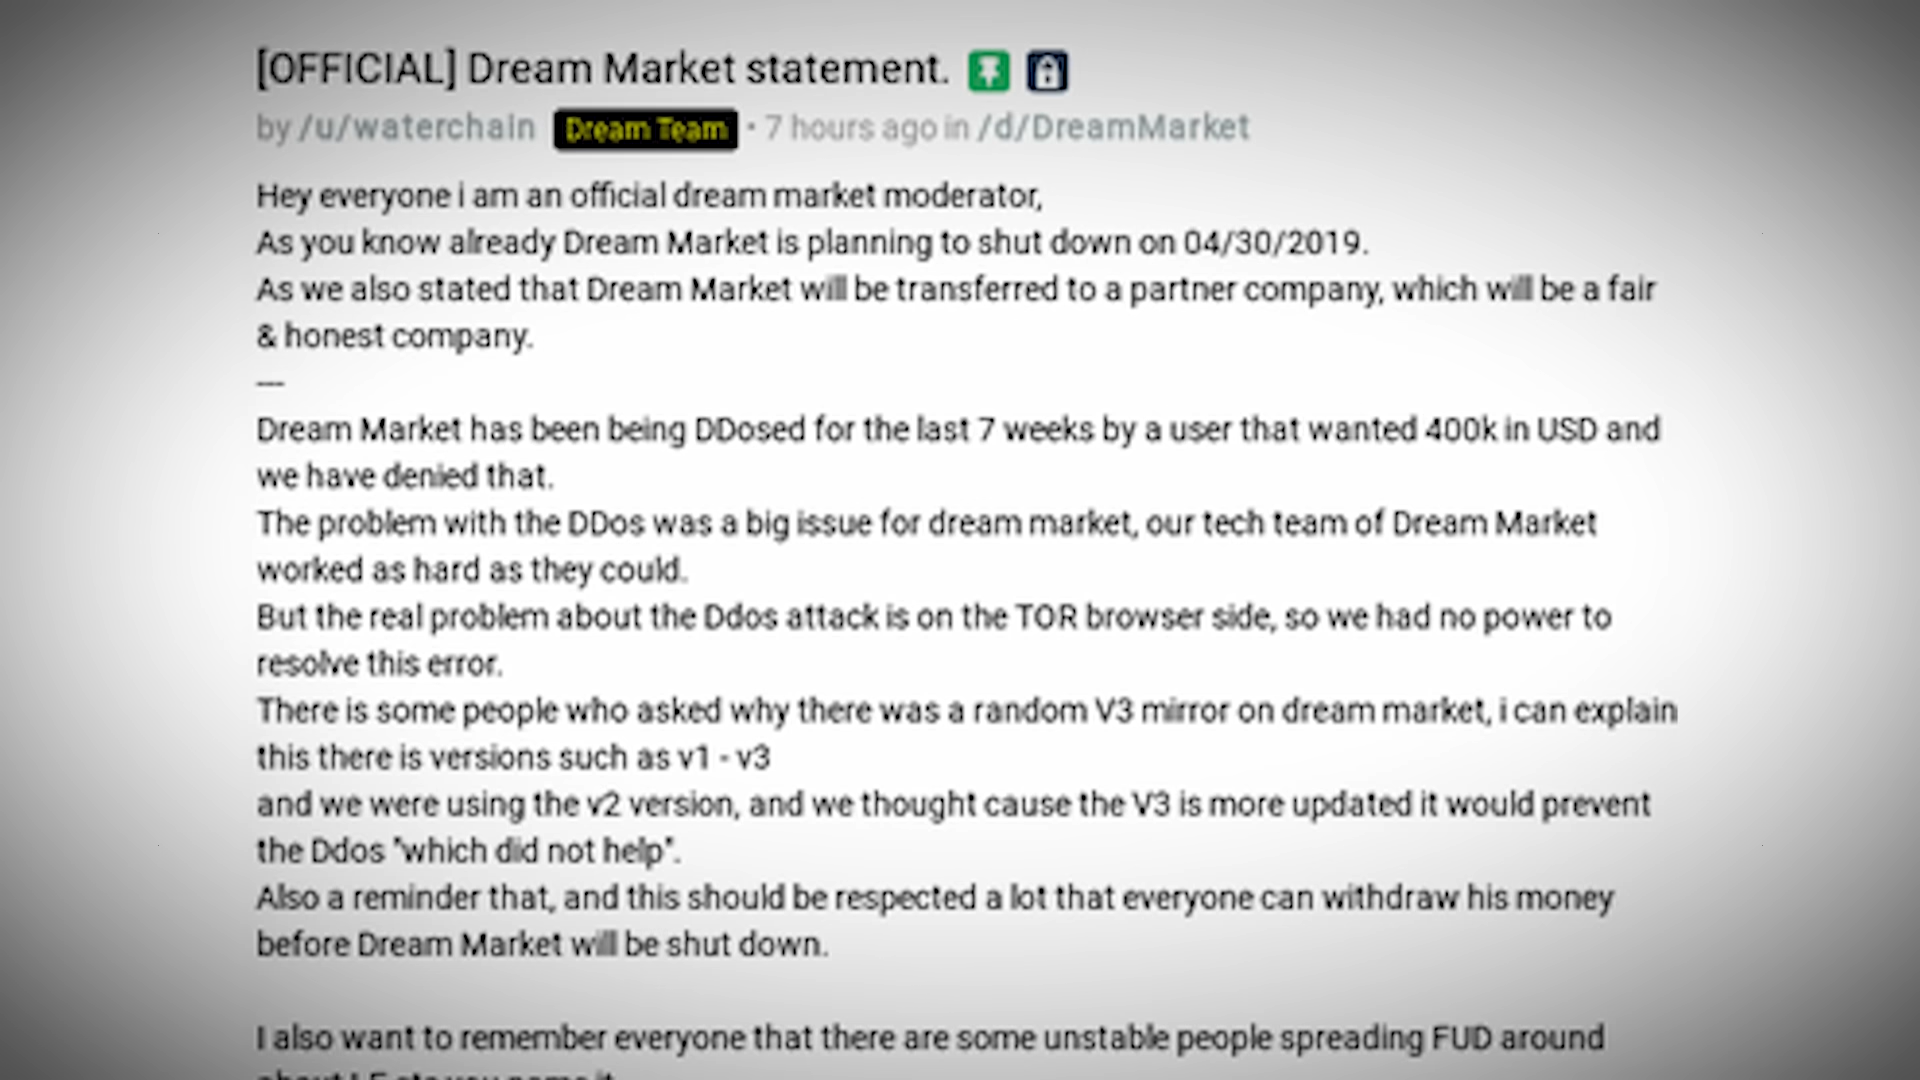 [OFFICIAL] Dream Market statement.
by /u/waterchain Dream Team • 7 hours ago in /d/DreamMarket
Hey everyone i am an official dream market moderator,
As you know already Dream Market is planning to shut down on 04/30/2019.
As we also stated that Dream Market will be transferred to a partner company, which will be a fair
& honest company.
---
Dream Market has been being DDosed for the last 7 weeks by a user that wanted 400k in USD and
we have denied that.
The problem with the DDos was a big issue for dream market, our tech team of Dream Market
worked as hard as they could.
But the real problem about the Ddos attack is on the TOR browser side, so we had no power to
resolve this error.
There is some people who asked why there was a random V3 mirror on dream market, i can explain
this there is versions such as v1 - v3
and we were using the v2 version, and we thought cause the V3 is more updated it would prevent
the Ddos "which did not help".
Also a reminder that, and this should be respected a lot that everyone can withdraw his money
before Dream Market will be shut down.
I also want to remember everyone that there are some unstable people spreading FUD around